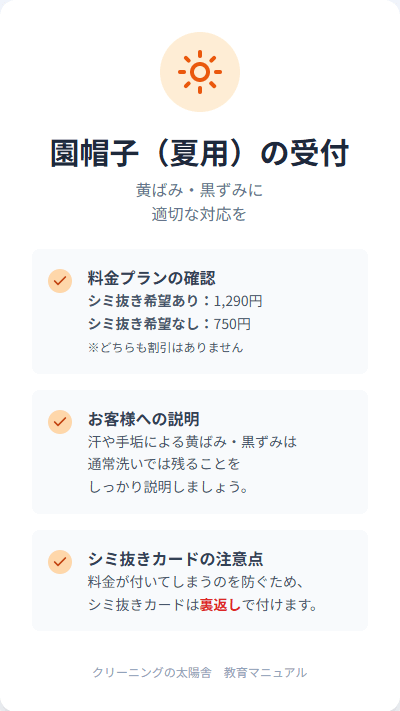 園帽子（夏用）の受付
黄ばみ・黒ずみに
適切な対応を
料金プランの確認
シミ抜き希望あり：1,290円
シミ抜き希望なし：750円
※どちらも割引はありません
お客様への説明
汗や手垢による黄ばみ・黒ずみは
通常洗いでは残ることを
しっかり説明しましょう。
シミ抜きカードの注意点
料金が付いてしまうのを防ぐため、
シミ抜きカードは裏返しで付けます。
クリーニングの太陽舎　教育マニュアル